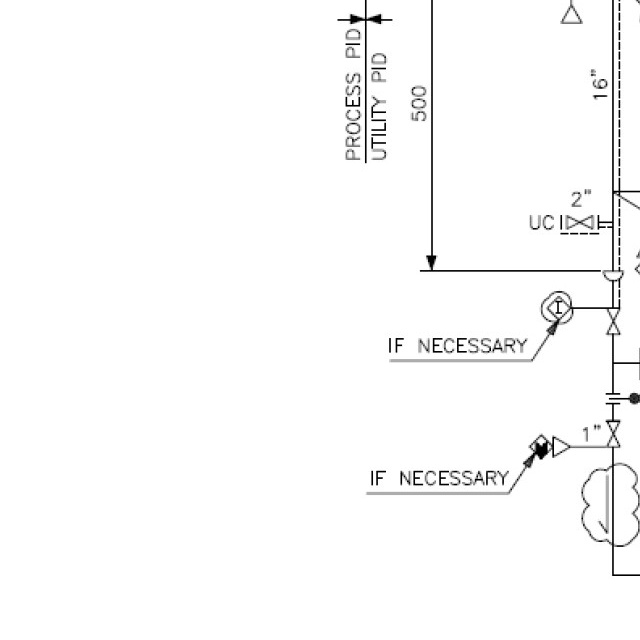 PROCESS PID
UTILITY PID
500
16"
2"
UC
I
IF NECESSARY
1"
IF NECESSARY